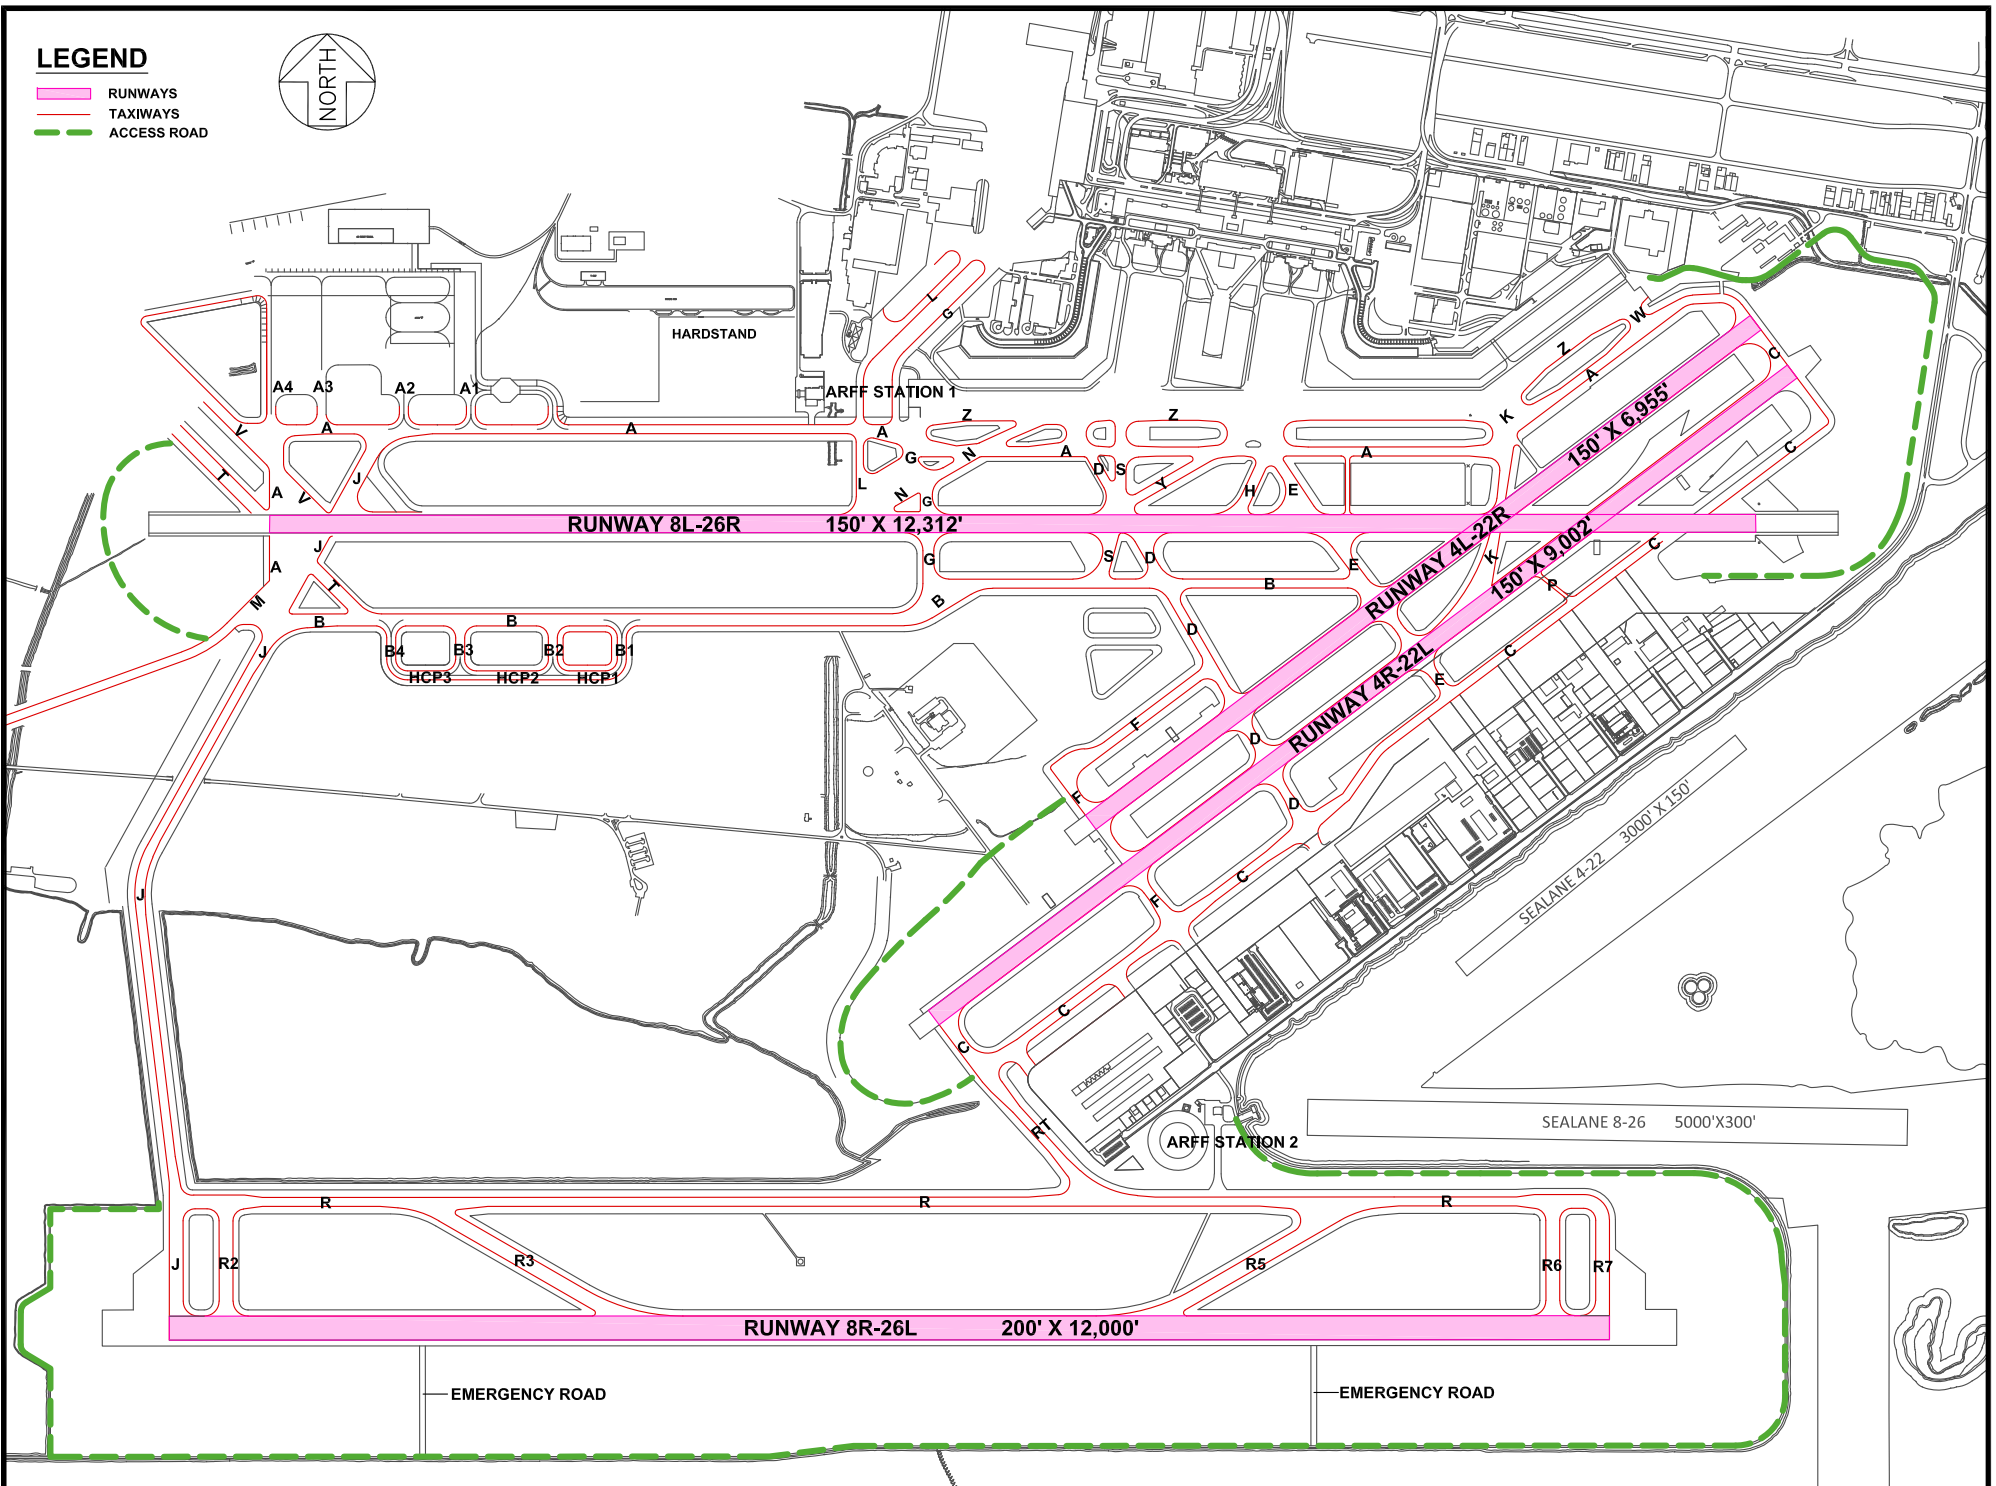 LEGEND
RUNWAYS
TAXIWAYS
ACCESS ROAD
NORTH
HARDSTAND
L
G
W
Z
A
C
K
A4
A3
A2
A1
ARFF STATION 1
V
A
A
A
Z
Z
A
A
G
N
D
S
T
V
J
L
Y
H
E
N
G
C
A
150' X 6,955'
RUNWAY 8L-26R
150' X 12,312'
RUNWAY 4L-22R
150' X 9,002'
J
A
T
M
B
G
S
D
E
B
K
C
P
B
B
D
J
B4
B3
B2
B1
HCP3
HCP2
HCP1
RUNWAY 4R-22L
C
E
F
D
F
D
SEALANE 4-22
3000' X 150'
J
C
F
C
C
RT
ARFF STATION 2
SEALANE 8-26
5000'X300'
R
R
R
J
R2
R3
R5
R6
R7
RUNWAY 8R-26L
200' X 12,000'
EMERGENCY ROAD
EMERGENCY ROAD